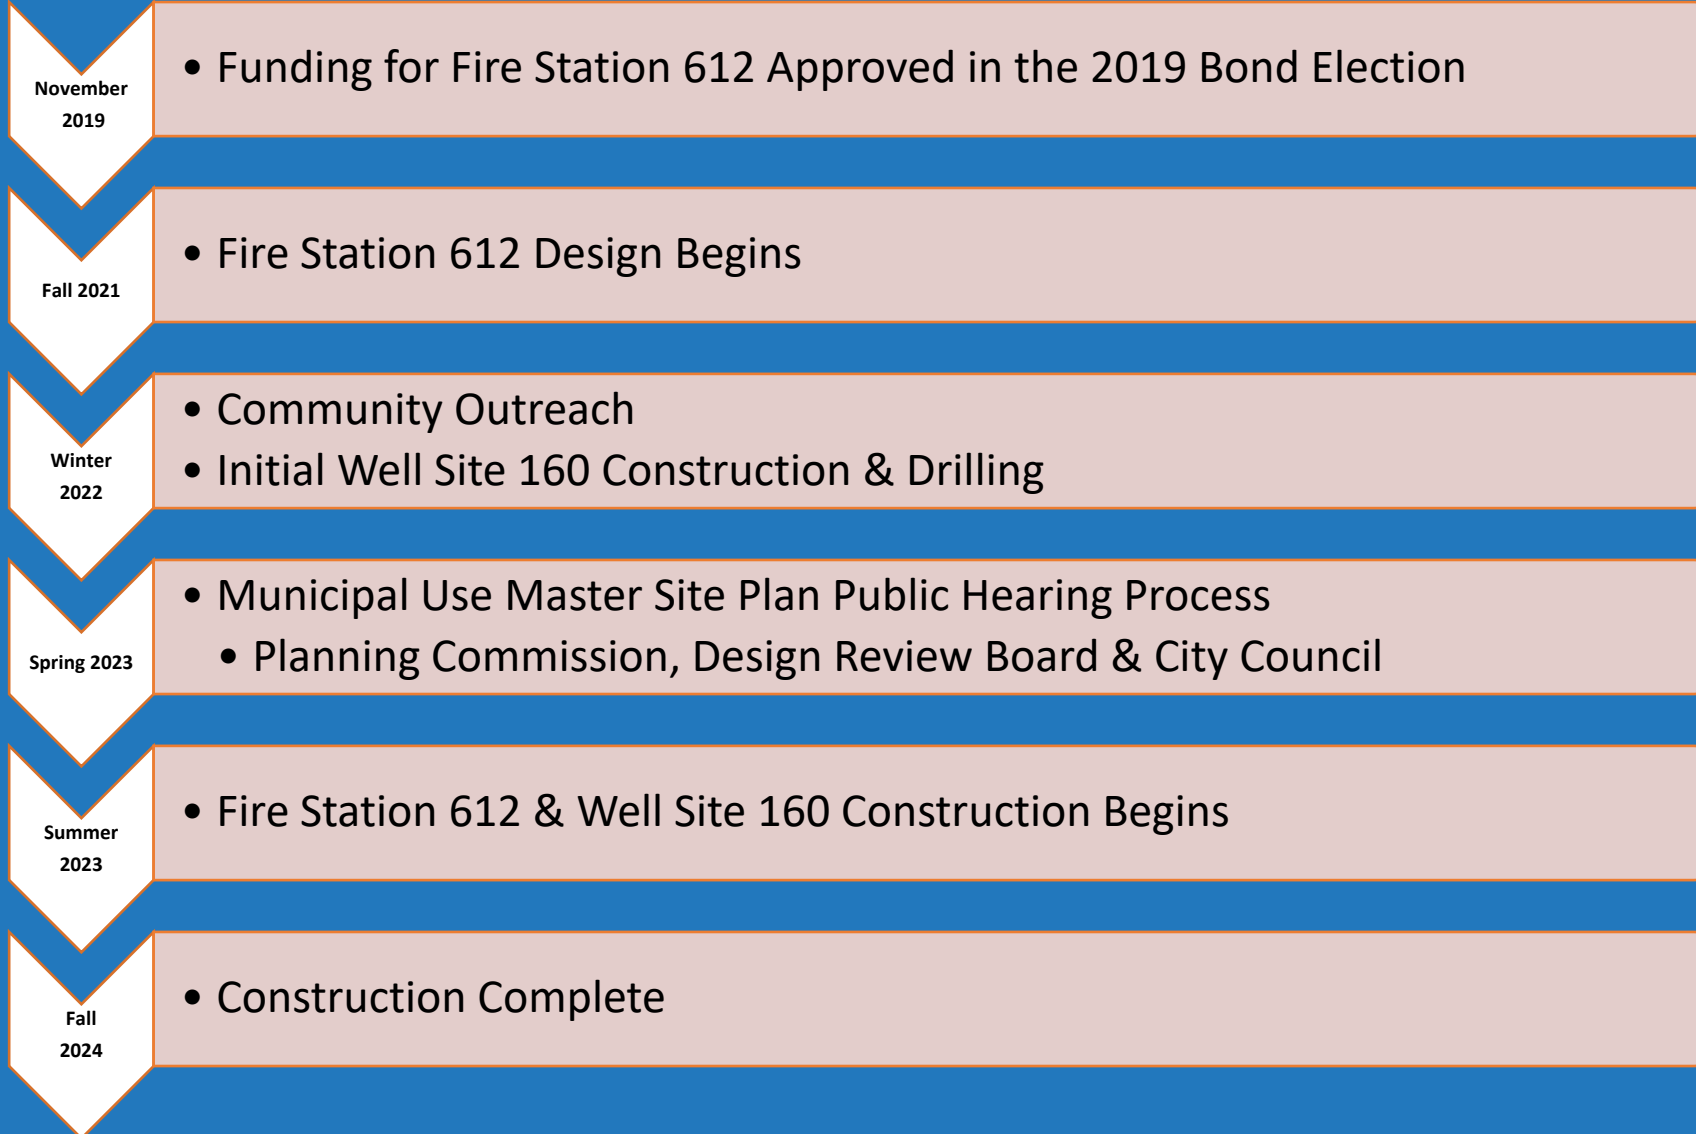 November
2019
• Funding for Fire Station 612 Approved in the 2019 Bond Election
Fall 2021
• Fire Station 612 Design Begins
Winter
2022
• Community Outreach
• Initial Well Site 160 Construction & Drilling
Spring 2023
• Municipal Use Master Site Plan Public Hearing Process
• Planning Commission, Design Review Board & City Council
Summer
2023
• Fire Station 612 & Well Site 160 Construction Begins
Fall
2024
• Construction Complete